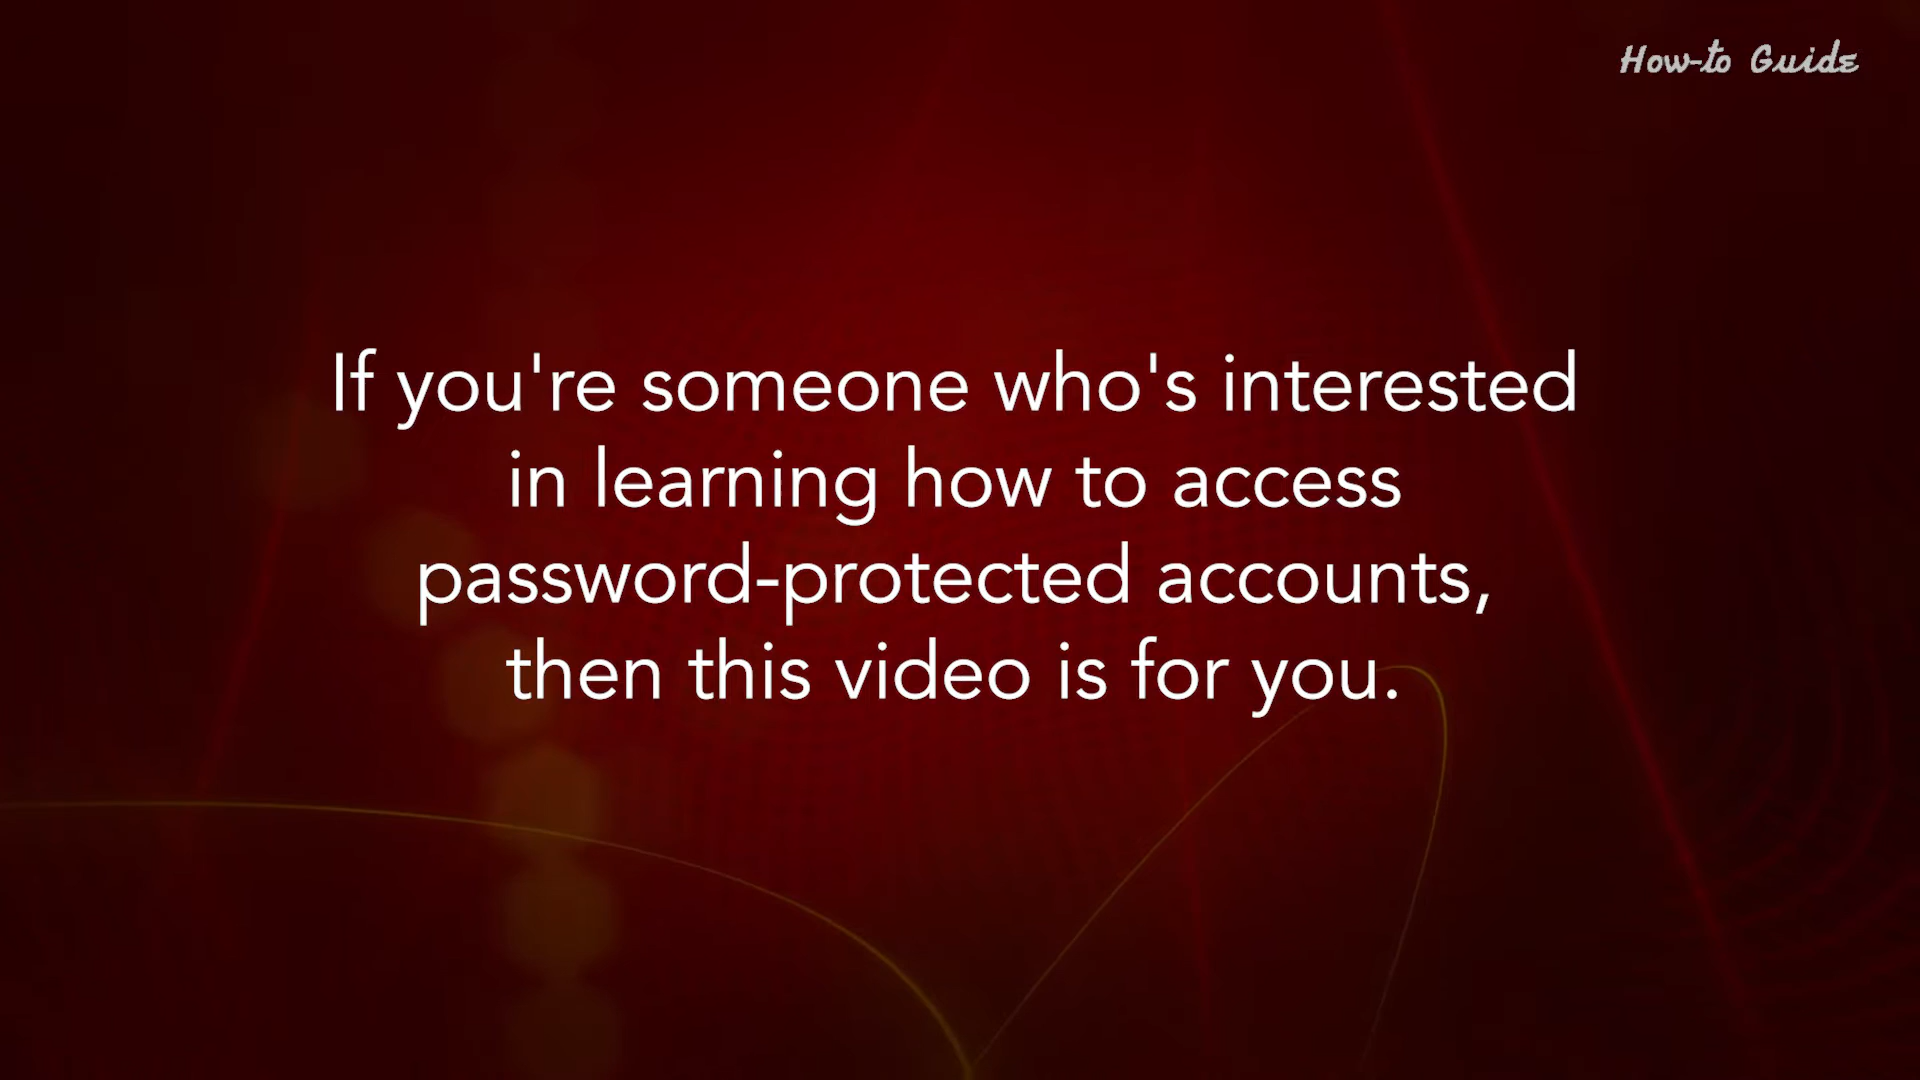 How-to Guide
If you're someone who's interested
in learning how to access
password-protected accounts,
then this video is for you.